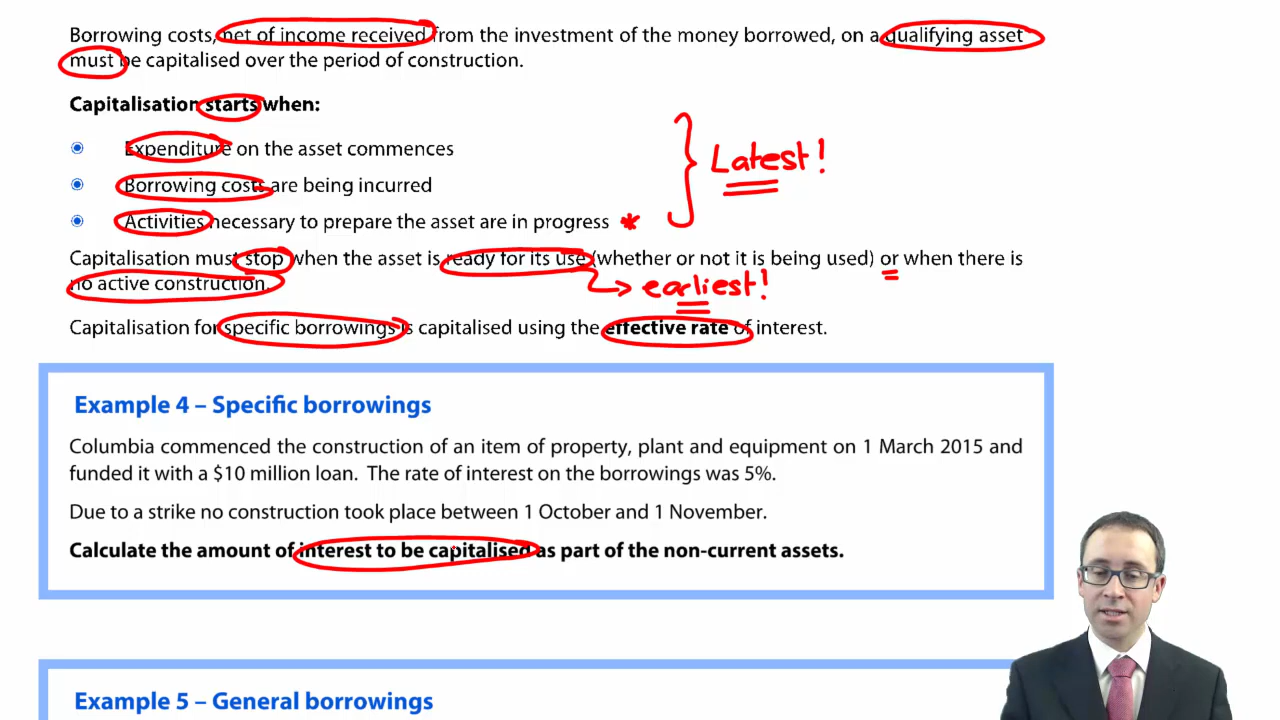 Borrowing costs, net of income received from the investment of the money borrowed, on a qualifying asset
must be capitalised over the period of construction.
Capitalisation starts when:
Expenditure on the asset commences
Borrowing costs are being incurred
Latest!
Activities necessary to prepare the asset are in progress *
Capitalisation must stop when the asset is ready for its use (whether or not it is being used) or when there is
no active construction.
earliest!
Capitalisation for specific borrowings is capitalised using the effective rate of interest.
Example 4 – Specific borrowings
Columbia commenced the construction of an item of property, plant and equipment on 1 March 2015 and
funded it with a $10 million loan. The rate of interest on the borrowings was 5%.
Due to a strike no construction took place between 1 October and 1 November.
Calculate the amount of interest to be capitalised as part of the non-current assets.
Example 5 – General borrowings